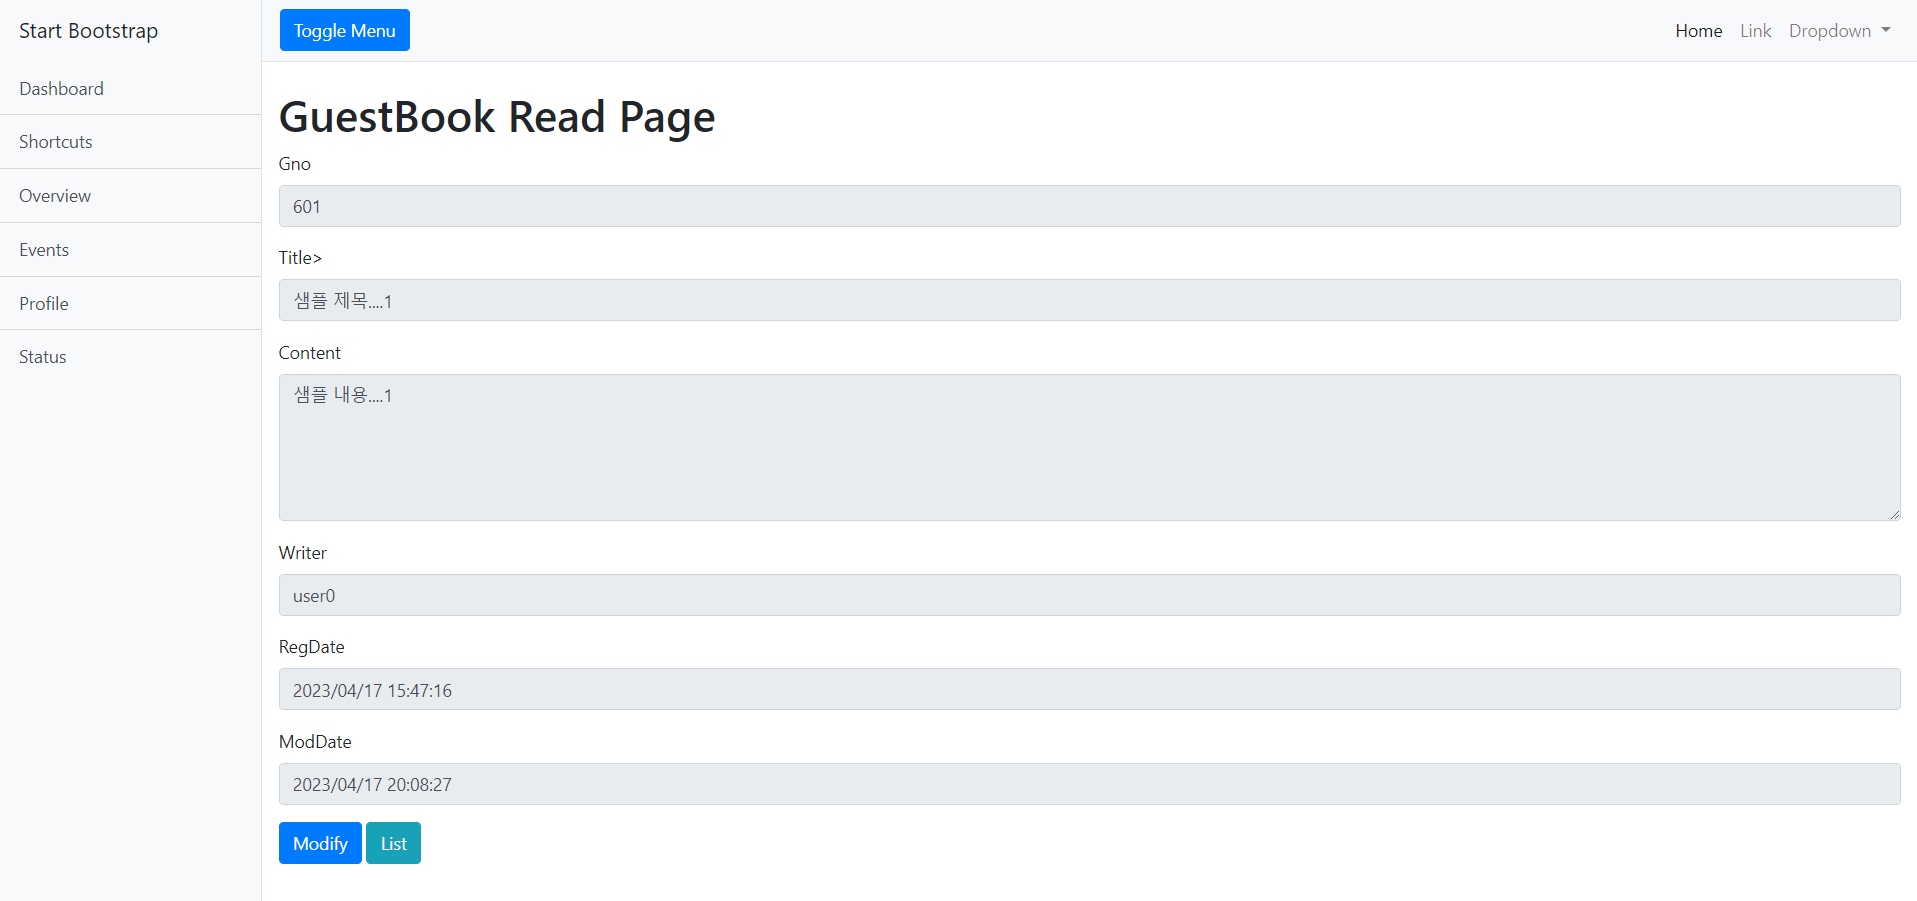 Start Bootstrap
Toggle Menu
Home Link Dropdown
Dashboard
Shortcuts
Overview
Events
Profile
Status
GuestBook Read Page
Gno
601
Title>
샘플 제목....1
Content
샘플 내용....1
Writer
user0
RegDate
2023/04/17 15:47:16
ModDate
2023/04/17 20:08:27
Modify List